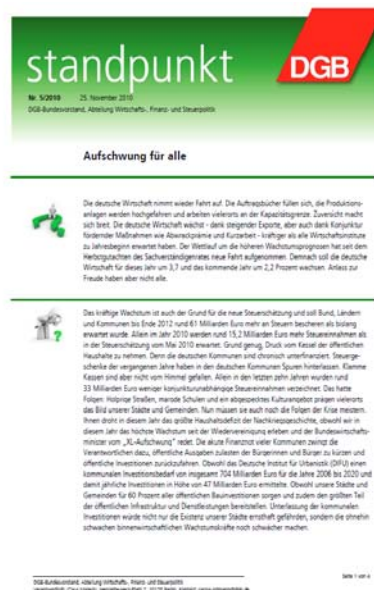 standpunkt
DGB
Nr. 5/2010 25. November 2010
DGB-Bundesvorstand, Abteilung Wirtschafts-, Finanz- und Steuerpolitik
Aufschwung für alle
Die deutsche Wirtschaft nimmt wieder Fahrt auf. Die Auftragsbücher füllen sich, die Produktions-
anlagen werden hochgefahren und arbeiten vielerorts an der Kapazitätsgrenze. Zuversicht macht
sich breit. Die deutsche Wirtschaft wächst - dank steigender Exporte, aber auch dank Konjunktur
fördernder Maßnahmen wie Abwrackprämie und Kurzarbeit - kräftiger als alle Wirtschaftsinstitute
zu Jahresbeginn erwartet haben. Der Wettlauf um die höheren Wachstumsprognosen hat seit dem
Herbstgutachten des Sachverständigenrates neue Fahrt aufgenommen. Demnach soll die deutsche
Wirtschaft für dieses Jahr um 3,7 und das kommende Jahr um 2,2 Prozent wachsen. Anlass zur
Freude haben aber nicht alle.
Das kräftige Wachstum ist auch der Grund für die neue Steuerschätzung und soll Bund, Ländern
und Kommunen bis Ende 2012 rund 61 Milliarden Euro mehr an Steuern bescheren als bislang
erwartet wurde. Allein im Jahr 2010 werden rund 15,2 Milliarden Euro mehr Steuereinnahmen als
in der Steuerschätzung vom Mai 2010 erwartet. Grund genug, Druck vom Kessel der öffentlichen
Haushalte zu nehmen. Denn die deutschen Kommunen sind chronisch unterfinanziert. Steuerge-
schenke der vergangenen Jahre haben in den deutschen Kommunen Spuren hinterlassen. Klamme
Kassen sind aber nicht vom Himmel gefallen. Allein in den letzten zehn Jahren wurden rund
33 Milliarden Euro weniger konjunkturunabhängige Steuereinnahmen verzeichnet. Das hatte
Folgen: Holprige Straßen, marode Schulen und ein abgespecktes Kulturangebot prägen vielerorts
das Bild unserer Städte und Gemeinden. Nun müssen sie auch noch die Folgen der Krise meistern.
Ihnen droht in diesem Jahr das größte Haushaltsdefizit der Nachkriegsgeschichte, obwohl wir in
diesem Jahr das höchste Wachstum seit der Wiedervereinigung erleben und der Bundeswirtschafts-
minister vom „XL-Aufschwung" redet. Die akute Finanznot vieler Kommunen zwingt die
Verantwortlichen dazu, öffentliche Ausgaben zulasten der Bürgerinnen und Bürger zu kürzen und
öffentliche Investitionen zurückzufahren. Obwohl das Deutsche Institut für Urbanistik (DIFU) einen
kommunalen Investitionsbedarf von insgesamt 704 Milliarden Euro für die Jahre 2006 bis 2020 und
damit jährliche Investitionen in Höhe von 47 Milliarden Euro ermittelte. Obwohl unsere Städte und
Gemeinden für 60 Prozent aller öffentlichen Bauinvestitionen sorgen und zudem den größten Teil
der öffentlichen Infrastruktur und Dienstleistungen bereitstellen. Unterlassung der kommunalen
Investitionen würde nicht nur die Existenz unserer Städte ernsthaft gefährden, sondern die ohnehin
schwachen binnenwirtschaftlichen Wachstumskräfte noch schwächer machen.
Seite 1 von 4
DGB-Bundesvorstand, Abteilung Wirtschafts-, Finanz- und Steuerpolitik